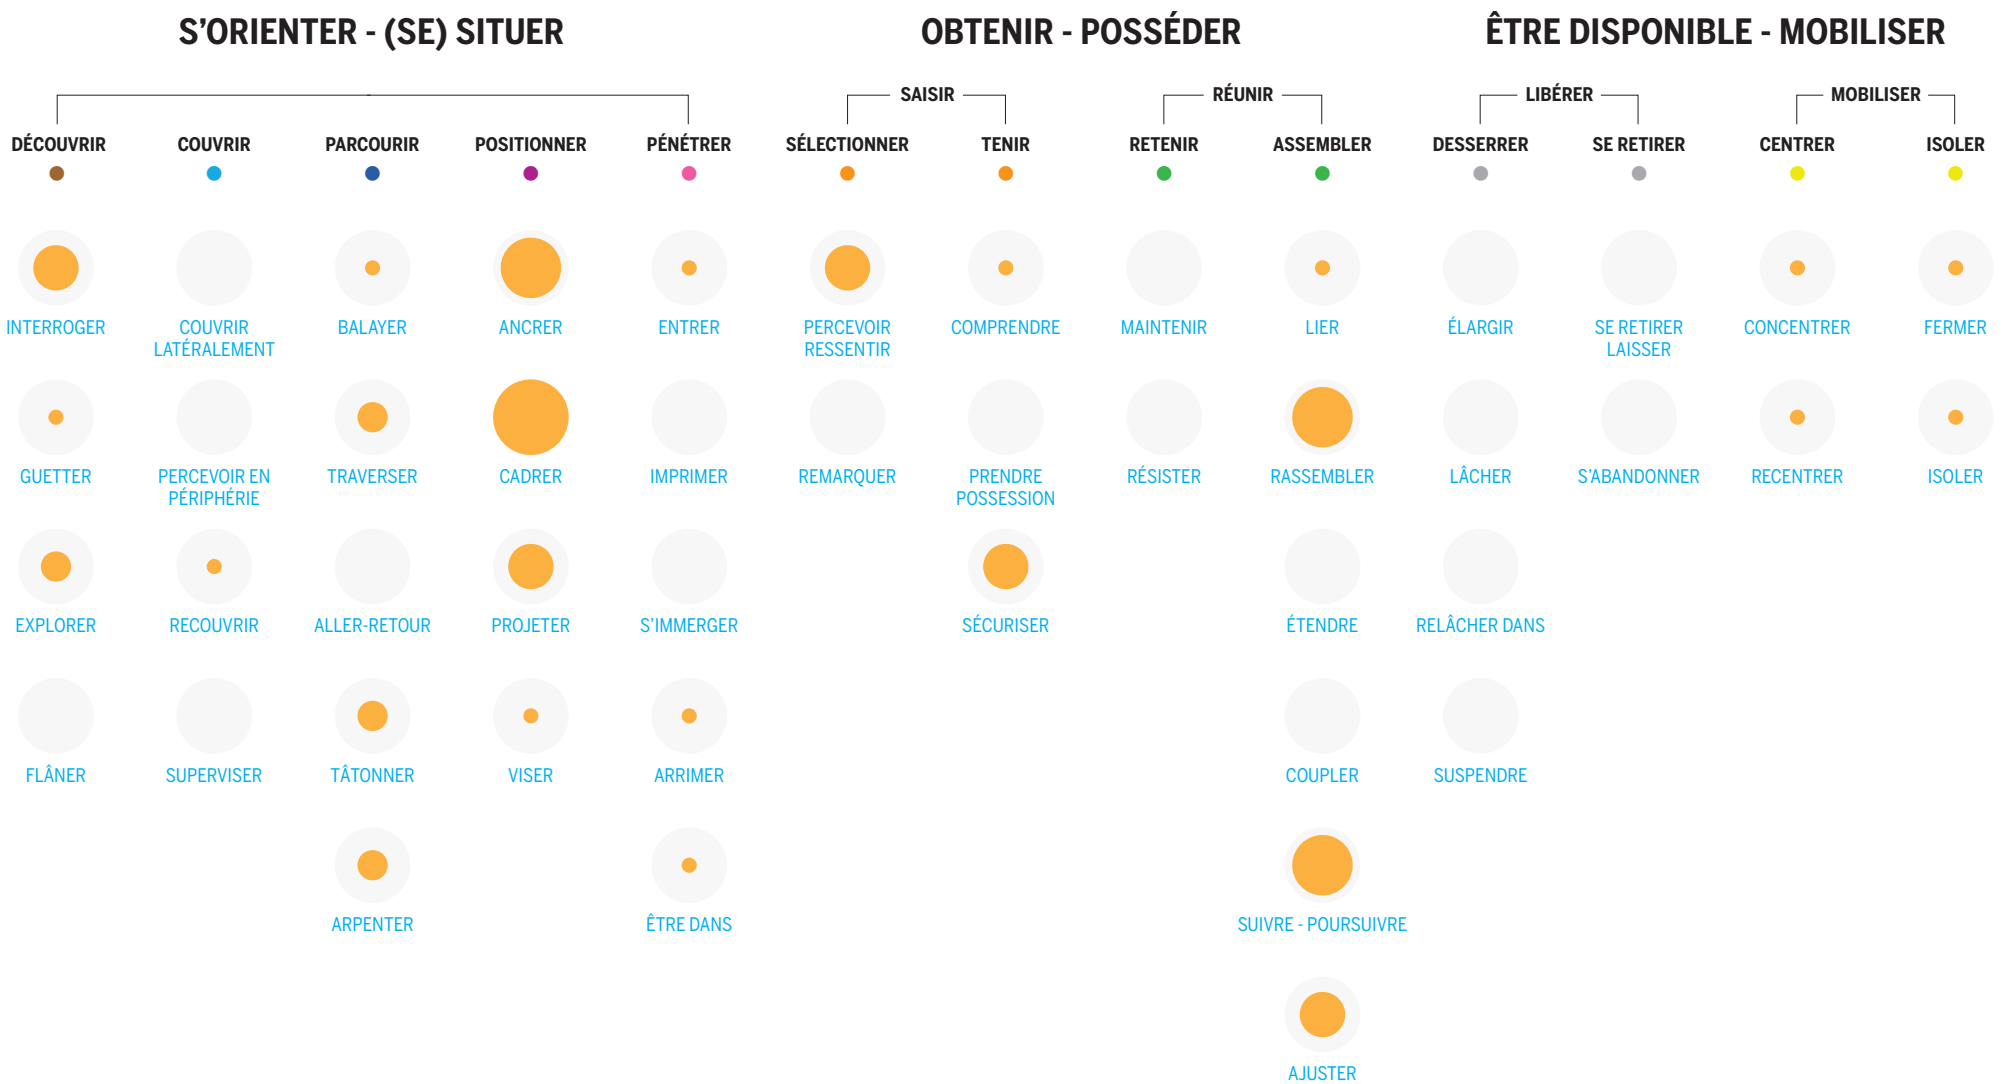 S'ORIENTER - (SE) SITUER
OBTENIR - POSSÉDER
ÊTRE DISPONIBLE - MOBILISER
SAISIR
RÉUNIR
LIBÉRER
MOBILISER
DÉCOUVRIR
COUVRIR
PARCOURIR
POSITIONNER
PÉNÉTRER
SÉLECTIONNER
TENIR
RETENIR
ASSEMBLER
DESSERRER
SE RETIRER
CENTRER
ISOLER
INTERROGER
COUVRIR
LATÉRALEMENT
BALAYER
ANCRER
ENTRER
PERCEVOIR
RESSENTIR
COMPRENDRE
MAINTENIR
LIER
ÉLARGIR
SE RETIRER
LAISSER
CONCENTRER
FERMER
GUETTER
PERCEVOIR EN
PÉRIPHÉRIE
TRAVERSER
CADRER
IMPRIMER
REMARQUER
PRENDRE
POSSESSION
RÉSISTER
RASSEMBLER
LÂCHER
S'ABANDONNER
RECENTRER
ISOLER
EXPLORER
RECOUVRIR
ALLER-RETOUR
PROJETER
S'IMMERGER
SÉCURISER
ÉTENDRE
RELÂCHER DANS
FLÂNER
SUPERVISER
TÂTONNER
VISER
ARRIMER
COUPLER
SUSPENDRE
ARPENTER
ÊTRE DANS
SUIVRE - POURSUIVRE
AJUSTER